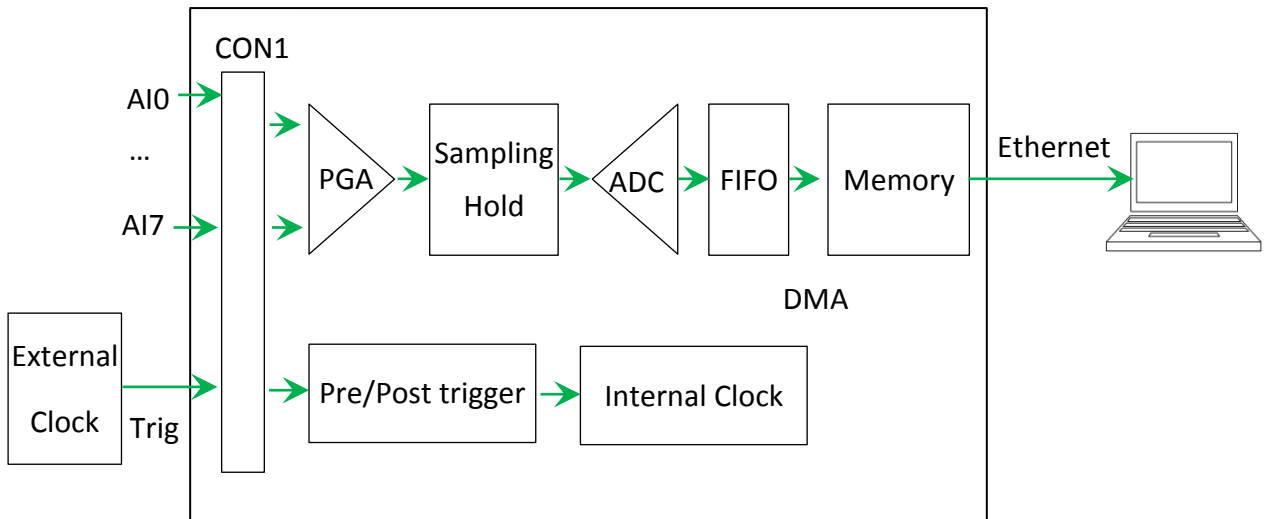 CON1
AI0
...
AI7
PGA
Sampling
Hold
ADC
FIFO
Memory
Ethernet
DMA
External
Clock
Trig
Pre/Post trigger
Internal Clock